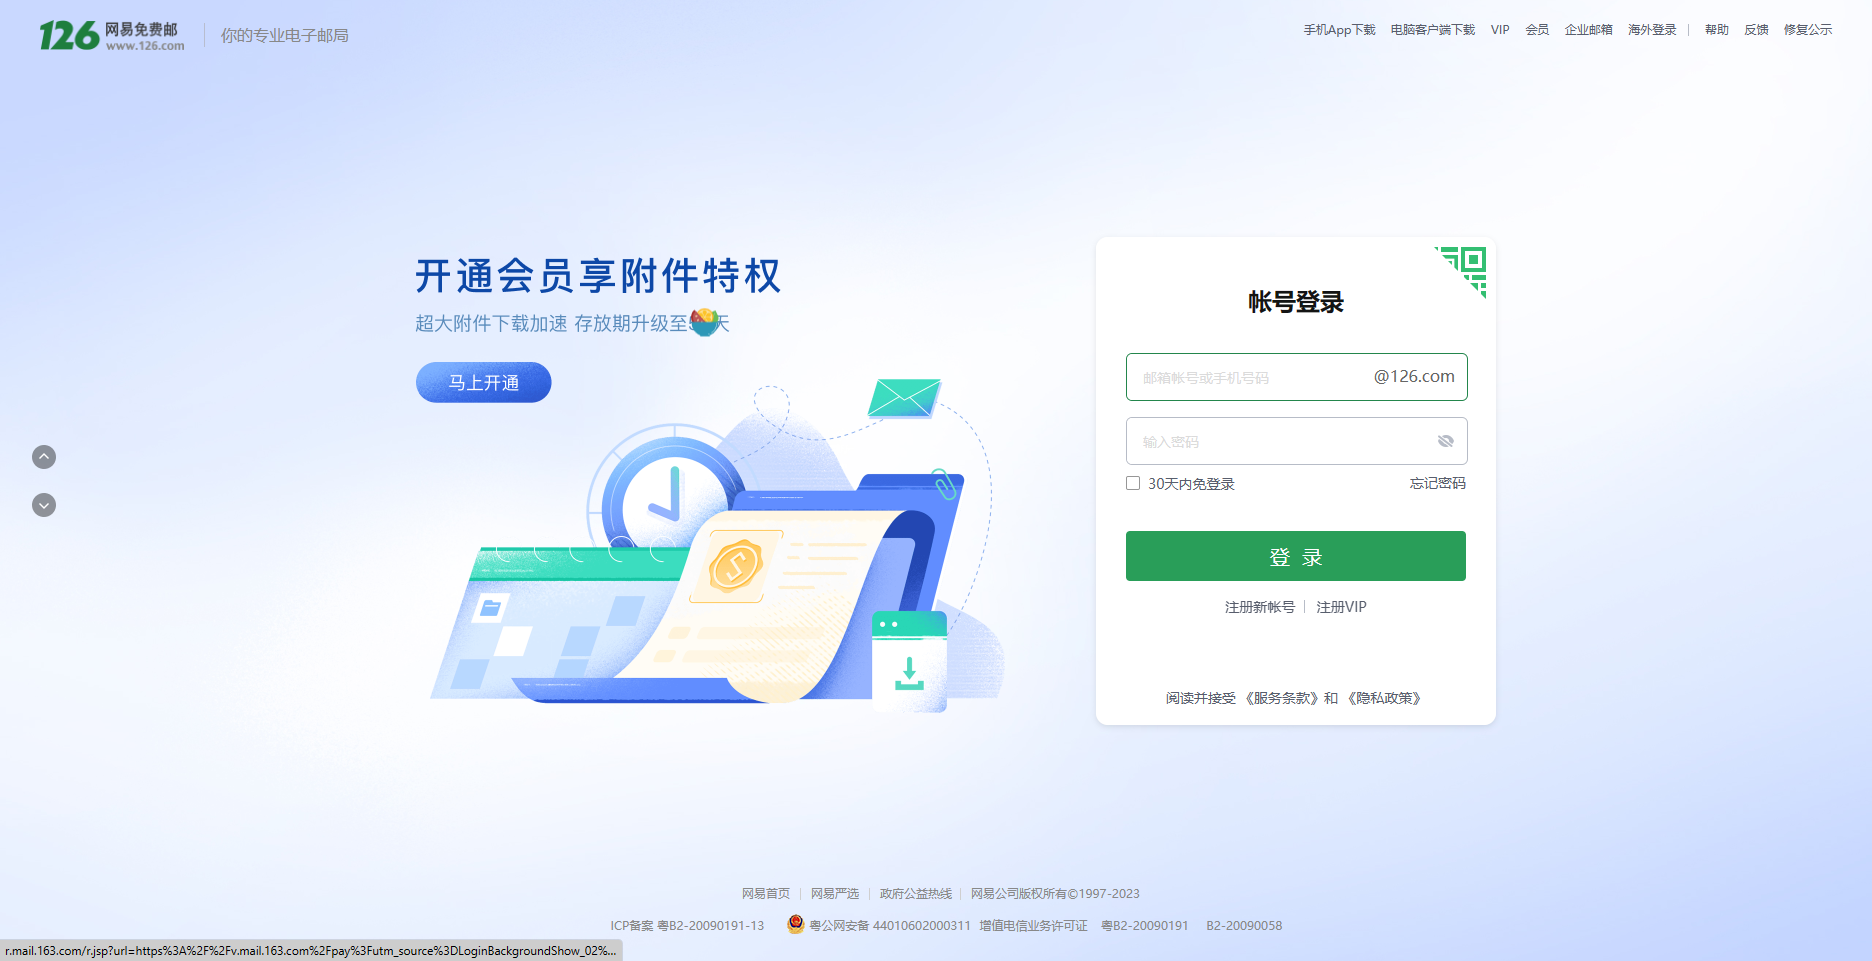 126 网易免费邮
www.126.com
你的专业电子邮局
手机App下载 电脑客户端下载 VIP 会员 企业邮箱 海外登录 | 帮助 反馈 修复公示
开通会员享附件特权
超大附件下载加速 存放期升级至 天
马上开通
帐号登录
邮箱帐号或手机号码 @126.com
输入密码
30天内免登录 忘记密码
登 录
注册新帐号 | 注册VIP
阅读并接受 《服务条款》和 《隐私政策》
网易首页 | 网易严选 | 政府公益热线 | 网易公司版权所有©1997-2023
ICP备案 粤B2-20090191-13 粤公网安备 44010602000311 增值电信业务许可证 粤B2-20090191 B2-20090058
r.mail.163.com/r.jsp?url=https%3A%2F%2Fv.mail.163.com%2Fpay%3Futm_source%3DLoginBackgroundShow_02%...